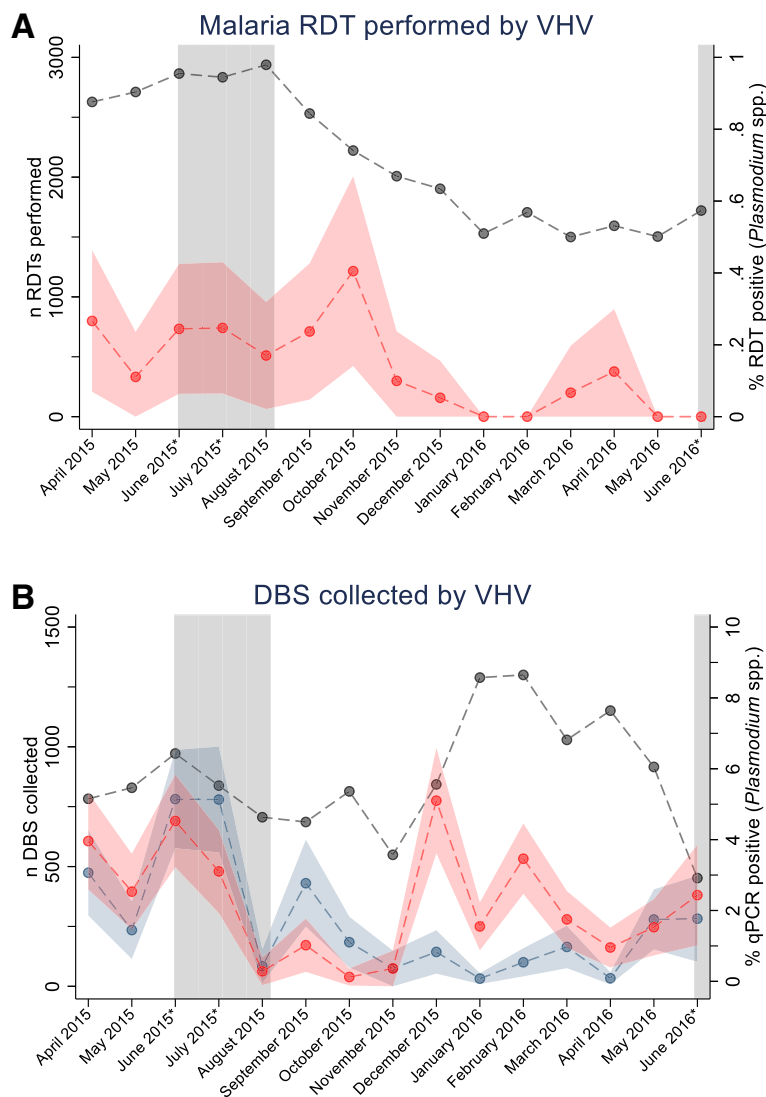 A
Malaria RDT performed by VHV
n RDTs performed
3000
2000
1000
0
% RDT positive (Plasmodium spp.)
1
.8
.6
.4
.2
0
April 2015
May 2015
June 2015*
July 2015*
August 2015
September 2015
October 2015
November 2015
December 2015
January 2016
February 2016
March 2016
April 2016
May 2016
June 2016*
B
DBS collected by VHV
n DBS collected
1500
1000
500
0
% qPCR positive (Plasmodium spp.)
10
8
6
4
2
0
April 2015
May 2015
June 2015*
July 2015*
August 2015
September 2015
October 2015
November 2015
December 2015
January 2016
February 2016
March 2016
April 2016
May 2016
June 2016*